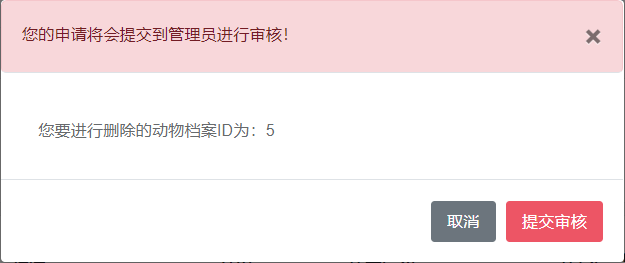 您的申请将会提交到管理员进行审核！
×
您要进行删除的动物档案ID为：5
取消 提交审核